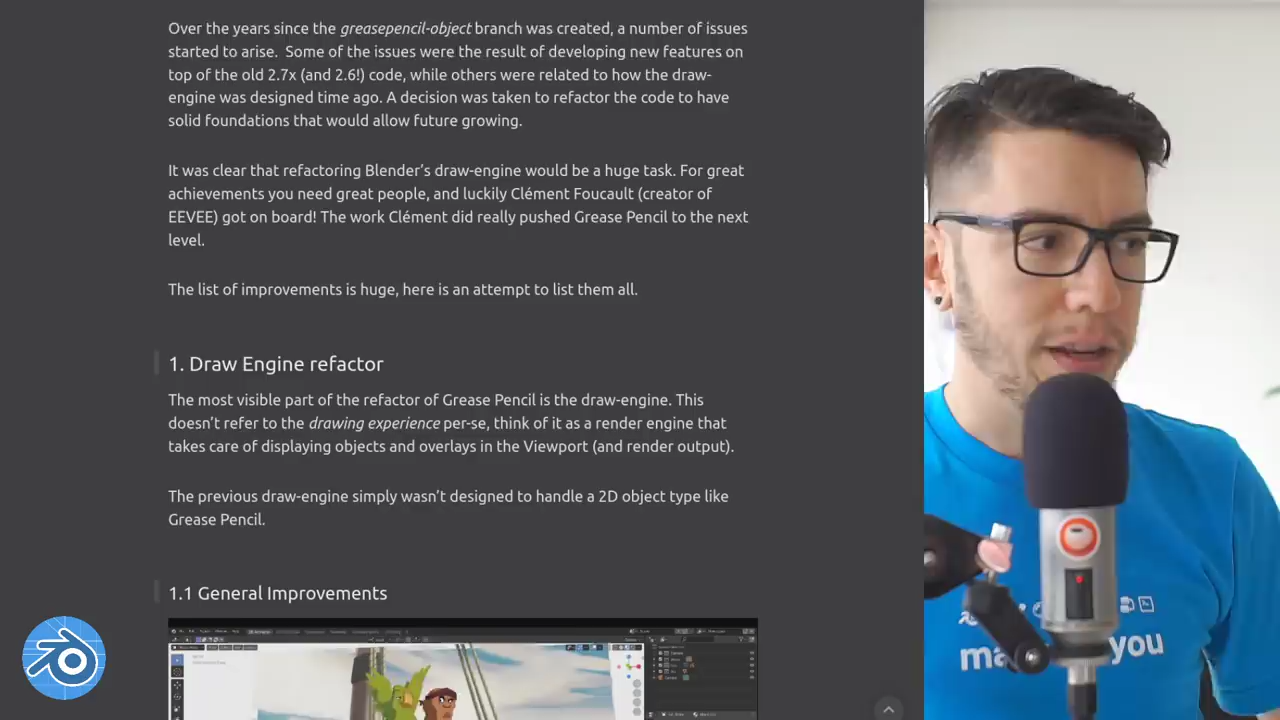 Over the years since the greasepencil-object branch was created, a number of issues
started to arise.  Some of the issues were the result of developing new features on
top of the old 2.7x (and 2.6!) code, while others were related to how the draw-
engine was designed time ago. A decision was taken to refactor the code to have
solid foundations that would allow future growing.
It was clear that refactoring Blender’s draw-engine would be a huge task. For great
achievements you need great people, and luckily Clément Foucault (creator of
EEVEE) got on board! The work Clément did really pushed Grease Pencil to the next
level.
The list of improvements is huge, here is an attempt to list them all.
1. Draw Engine refactor
The most visible part of the refactor of Grease Pencil is the draw-engine. This
doesn’t refer to the drawing experience per-se, think of it as a render engine that
takes care of displaying objects and overlays in the Viewport (and render output).
The previous draw-engine simply wasn’t designed to handle a 2D object type like
Grease Pencil.
1.1 General Improvements
you